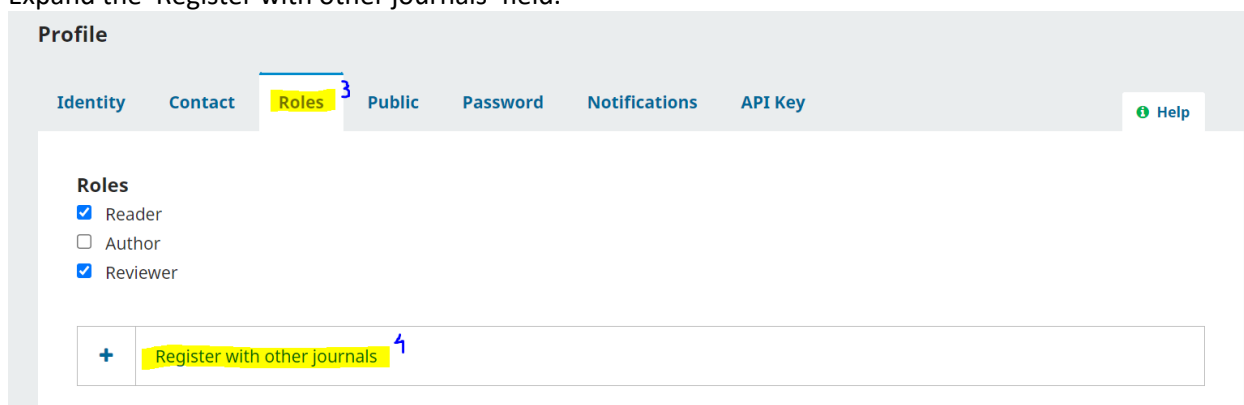 Expand the 'Register with other journals' field.
Profile
Identity Contact Roles 3 Public Password Notifications API Key
Help
Roles
Reader
Author
Reviewer
+ Register with other journals 4